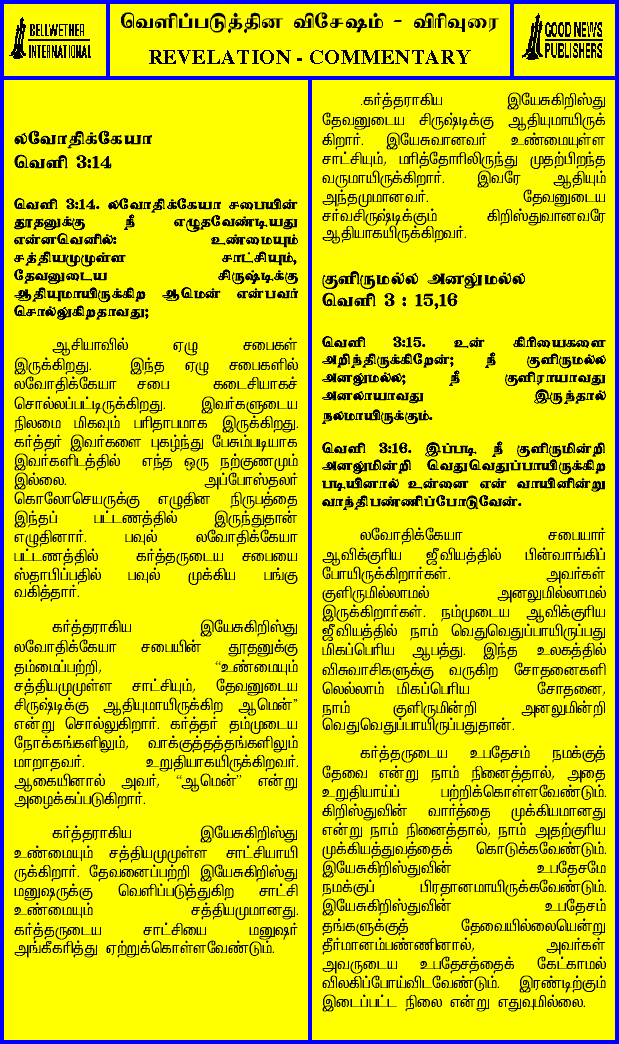 BELLWETHER
INTERNATIONAL
வெளிப்படுத்தின விசேஷம் - விரிவுரை
REVELATION - COMMENTARY
GOOD NEWS
PUBLISHERS
லவோதிக்கேயா
வெளி 3:14
வெளி 3:14. லவோதிக்கேயா சபையின்
தூதனுக்கு நீ எழுதவேண்டியது
என்னவெனில்: உண்மையும்
சத்தியமுமுள்ள சாட்சியும்,
தேவனுடைய சிருஷ்டிக்கு
ஆதியுமாயிருக்கிற ஆமென் என்பவர்
சொல்லுகிறதாவது;
ஆசியாவில் ஏழு சபைகள்
இருக்கிறது. இந்த ஏழு சபைகளில்
லவோதிக்கேயா சபை கடைசியாகச்
சொல்லப்பட்டிருக்கிறது. இவர்களுடைய
நிலமை மிகவும் பரிதாபமாக இருக்கிறது.
கர்த்தர் இவர்களை புகழ்ந்து பேசும்படியாக
இவர்களிடத்தில் எந்த ஒரு நற்குணமும்
இல்லை. அப்போஸ்தலர்
கொலோசெயருக்கு எழுதின நிருபத்தை
இந்தப் பட்டணத்தில் இருந்துதான்
எழுதினார். பவுல் லவோதிக்கேயா
பட்டணத்தில் கர்த்தருடைய சபையை
ஸ்தாபிப்பதில் பவுல் முக்கிய பங்கு
வகித்தார்.
கர்த்தராகிய இயேசுகிறிஸ்து
லவோதிக்கேயா சபையின் தூதனுக்கு
தம்மைப்பற்றி, “உண்மையும்
சத்தியமுமுள்ள சாட்சியும், தேவனுடைய
சிருஷ்டிக்கு ஆதியுமாயிருக்கிற ஆமென்”
என்று சொல்லுகிறார். கர்த்தர் தம்முடைய
நோக்கங்களிலும், வாக்குத்தத்தங்களிலும்
மாறாதவர். உறுதியாகயிருக்கிறவர்.
ஆகையினால் அவர், “ஆமென்” என்று
அழைக்கப்படுகிறார்.
கர்த்தராகிய இயேசுகிறிஸ்து
உண்மையும் சத்தியமுமுள்ள சாட்சியாயி
ருக்கிறார். தேவனைப்பற்றி இயேசுகிறிஸ்து
மனுஷருக்கு வெளிப்படுத்துகிற சாட்சி
உண்மையும் சத்தியமுமானது.
கர்த்தருடைய சாட்சியை மனுஷர்
அங்கீகரித்து ஏற்றுக்கொள்ளவேண்டும்.
.கர்த்தராகிய இயேசுகிறிஸ்து
தேவனுடைய சிருஷ்டிக்கு ஆதியுமாயிருக்
கிறார். இயேசுவானவர் உண்மையுள்ள
சாட்சியும், மரித்தோரிலிருந்து முதற்பிறந்த
வருமாயிருக்கிறார். இவரே ஆதியும்
அந்தமுமானவர். தேவனுடைய
சர்வசிருஷ்டிக்கும் கிறிஸ்துவானவரே
ஆதியாகயிருக்கிறவர்.
குளிருமல்ல அனலுமல்ல
வெளி 3 : 15,16
வெளி 3:15. உன் கிரியைகளை
அறிந்திருக்கிறேன்; நீ குளிருமல்ல
அனலுமல்ல; நீ குளிராயாவது
அனலாயாவது இருந்தால்
நலமாயிருக்கும்.
வெளி 3:16. இப்படி நீ குளிருமின்றி
அனலுமின்றி வெதுவெதுப்பாயிருக்கிற
படியினால் உன்னை என் வாயினின்று
வாந்திபண்ணிப்போடுவேன்.
லவோதிக்கேயா சபையார்
ஆவிக்குரிய ஜீவியத்தில் பின்வாங்கிப்
போயிருக்கிறார்கள். அவர்கள்
குளிருமில்லாமல் அனலுமில்லாமல்
இருக்கிறார்கள். நம்முடைய ஆவிக்குரிய
ஜீவியத்தில் நாம் வெதுவெதுப்பாயிருப்பது
மிகப்பெரிய ஆபத்து. இந்த உலகத்தில்
விசுவாசிகளுக்கு வருகிற சோதனைகளி
லெல்லாம் மிகப்பெரிய சோதனை,
நாம் குளிருமின்றி அனலுமின்றி
வெதுவெதுப்பாயிருப்பதுதான்.
கர்த்தருடைய உபதேசம் நமக்குத்
தேவை என்று நாம் நினைத்தால், அதை
உறுதியாய்ப் பற்றிக்கொள்ளவேண்டும்.
கிறிஸ்துவின் வார்த்தை முக்கியமானது
என்று நாம் நினைத்தால், நாம் அதற்குரிய
முக்கியத்துவத்தைக் கொடுக்கவேண்டும்.
இயேசுகிறிஸ்துவின் உபதேசமே
நமக்குப் பிரதானமாயிருக்கவேண்டும்.
இயேசுகிறிஸ்துவின் உபதேசம்
தங்களுக்குத் தேவையில்லையென்று
தீர்மானம்பண்ணினால், அவர்கள்
அவருடைய உபதேசத்தைக் கேட்காமல்
விலகிப்போய்விடவேண்டும். இரண்டிற்கும்
இடைப்பட்ட நிலை என்று எதுவுமில்லை.